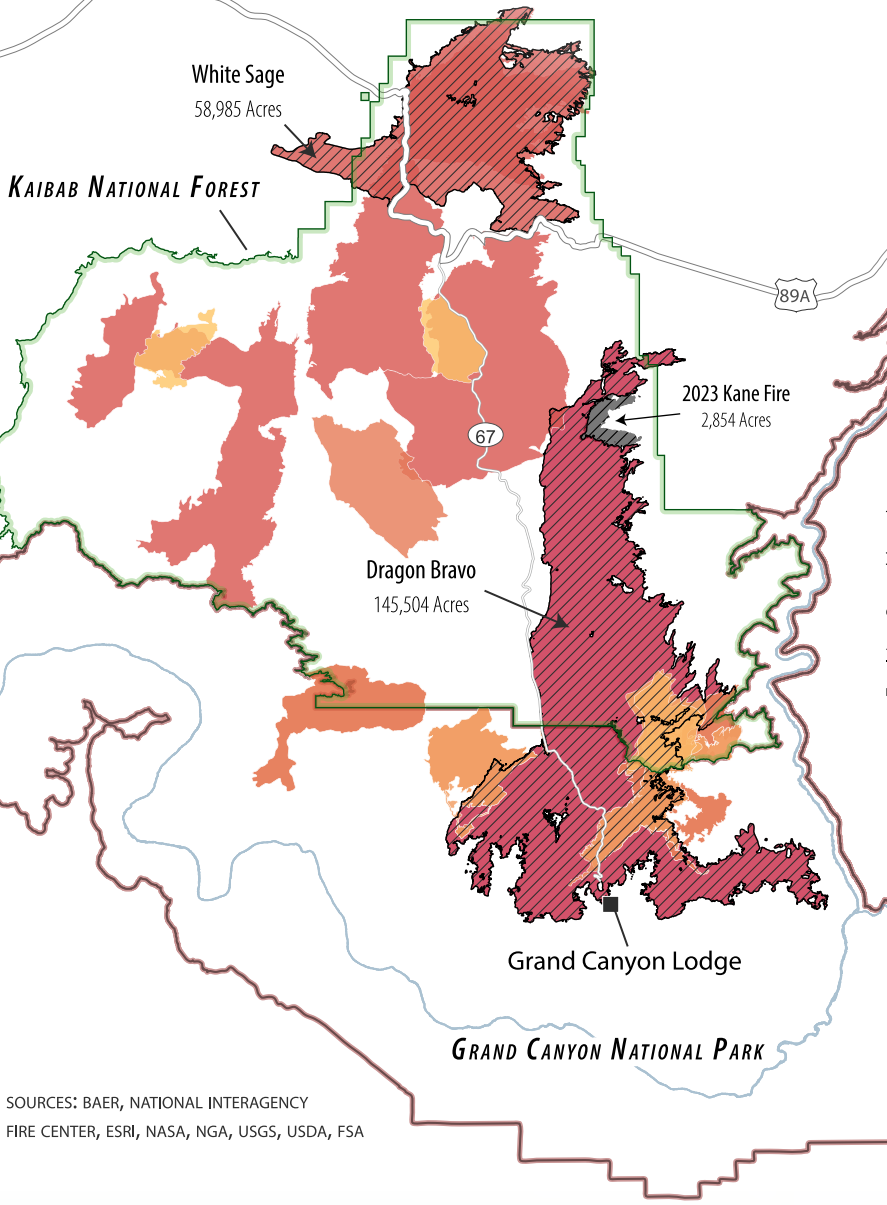 White Sage
58,985 Acres
KAIBAB NATIONAL FOREST
89A
2023 Kane Fire
2,854 Acres
67
Dragon Bravo
145,504 Acres
Grand Canyon Lodge
GRAND CANYON NATIONAL PARK
SOURCES: BAER, NATIONAL INTERAGENCY
FIRE CENTER, ESRI, NASA, NGA, USGS, USDA, FSA